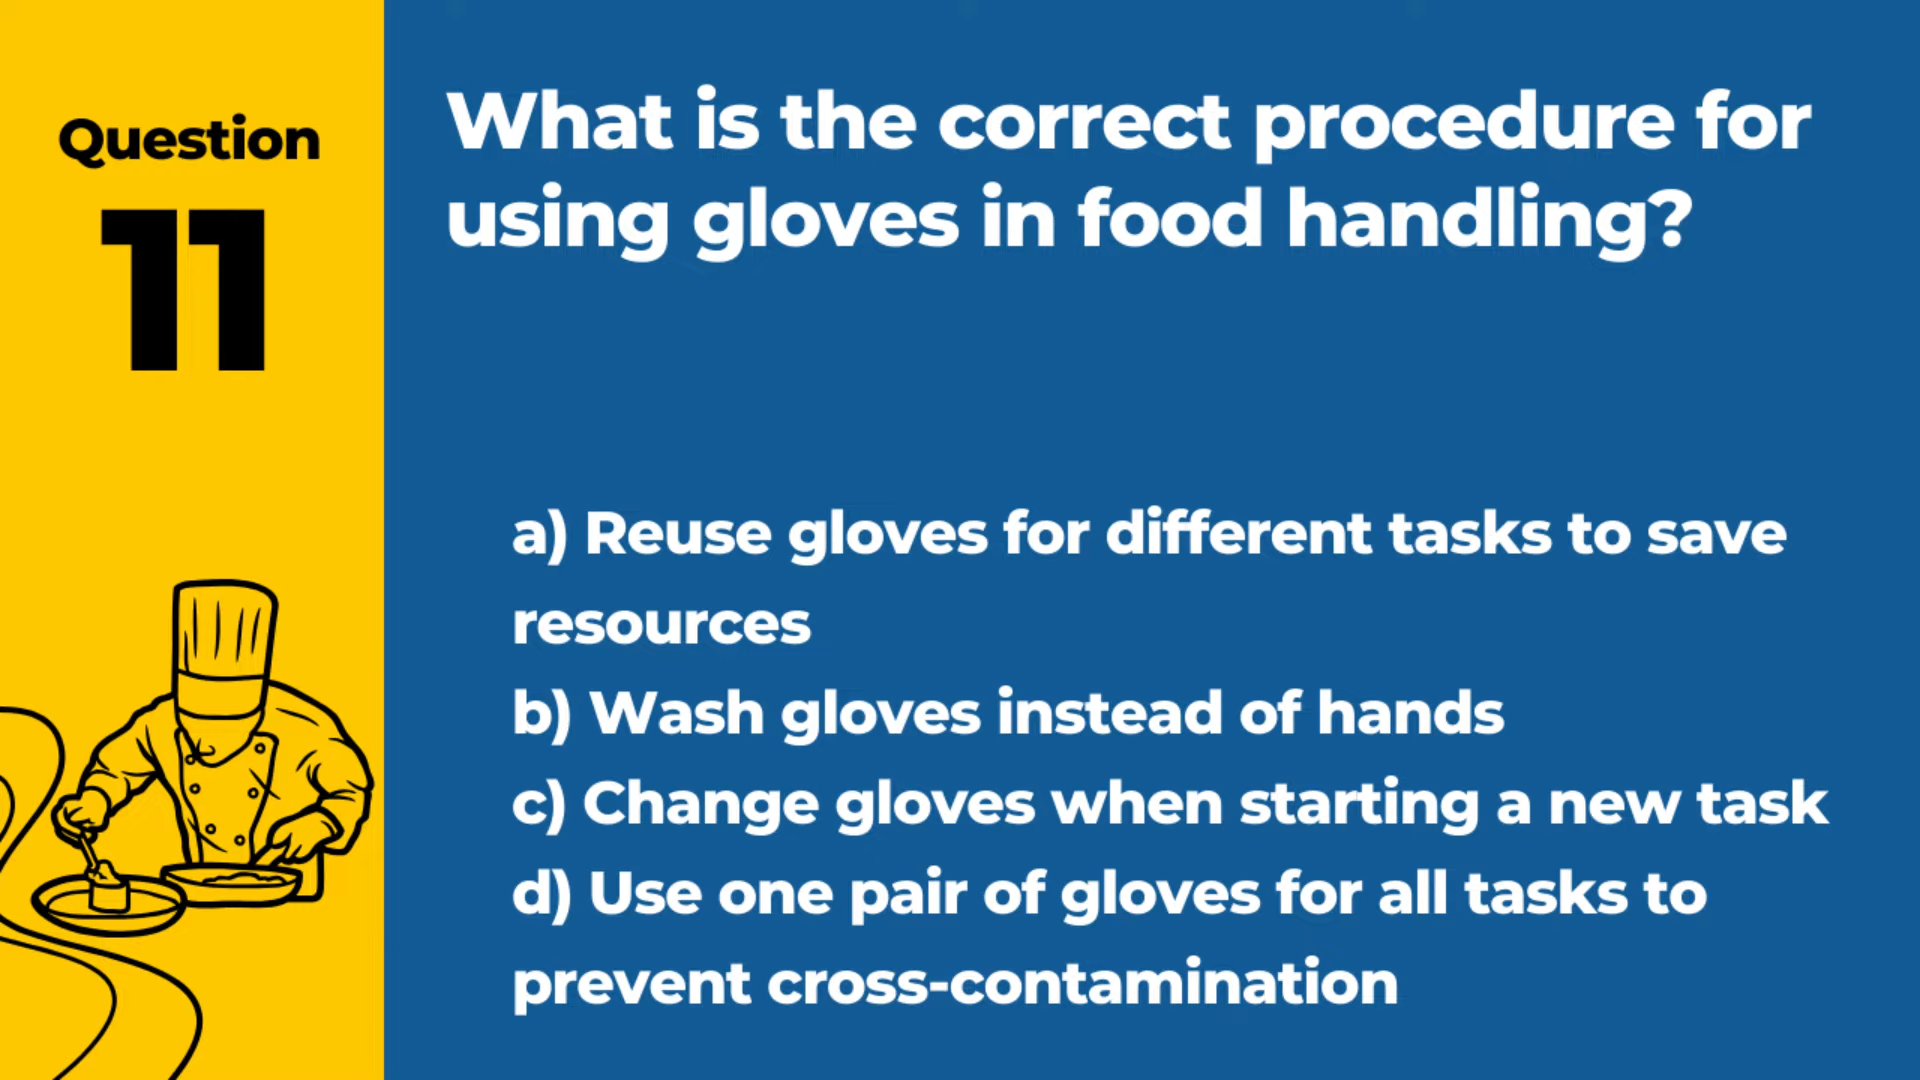 Question
11
What is the correct procedure for
using gloves in food handling?
a) Reuse gloves for different tasks to save
resources
b) Wash gloves instead of hands
c) Change gloves when starting a new task
d) Use one pair of gloves for all tasks to
prevent cross-contamination